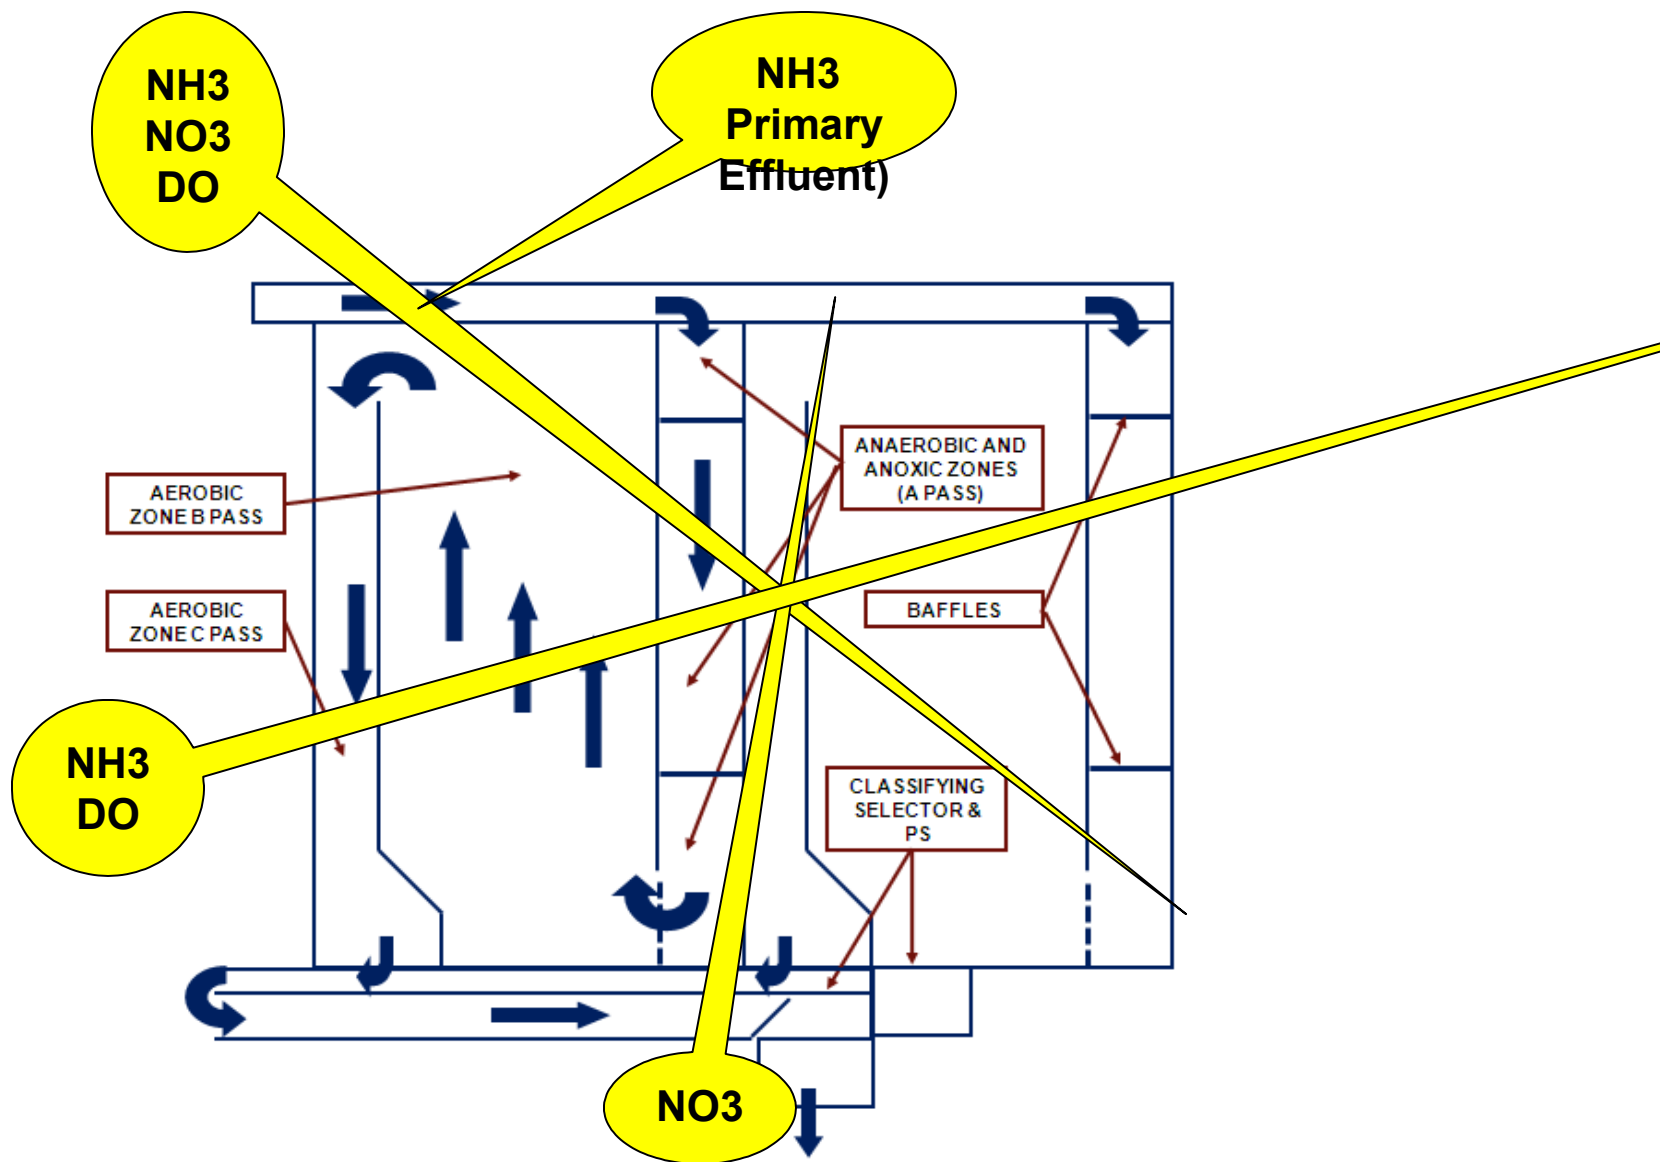 NH3
NO3
DO
NH3
Primary
Effluent)
ANAEROBIC AND
ANOXIC ZONES
(A PASS)
AEROBIC
ZONE B PASS
AEROBIC
ZONE C PASS
BAFFLES
NH3
DO
CLASSIFYING
SELECTOR &
PS
NO3